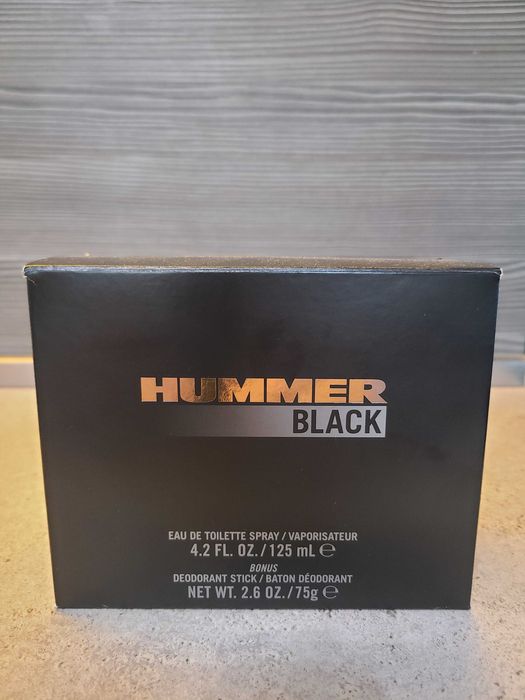 HUMMER
BLACK
EAU DE TOILETTE SPRAY / VAPORISATEUR
4.2 FL. OZ. / 125 mL ℮
BONUS
DEODORANT STICK / BATON DÉODORANT
NET WT. 2.6 OZ. / 75g ℮